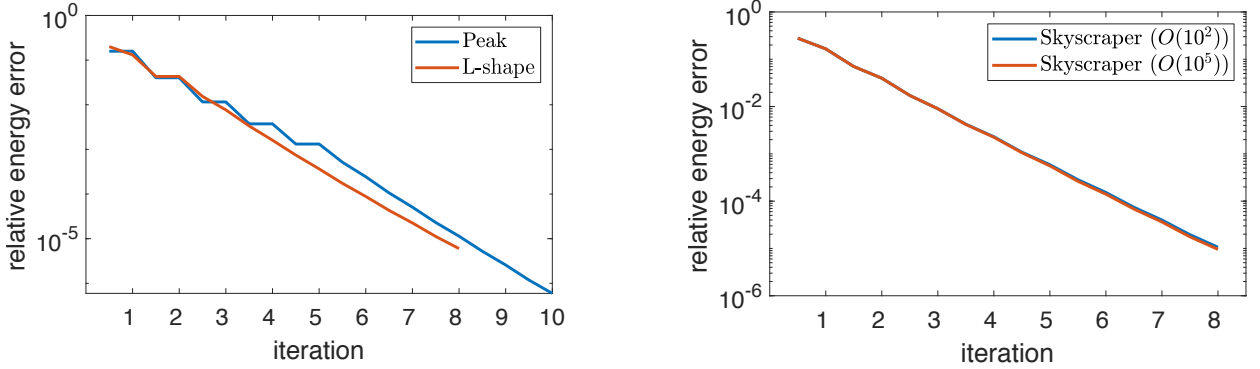 10^0
10^-5
relative energy error
Peak
L-shape
1 2 3 4 5 6 7 8 9 10
iteration
10^0
10^-2
10^-4
10^-6
relative energy error
Skyscraper (O(10^2))
Skyscraper (O(10^5))
1 2 3 4 5 6 7 8
iteration